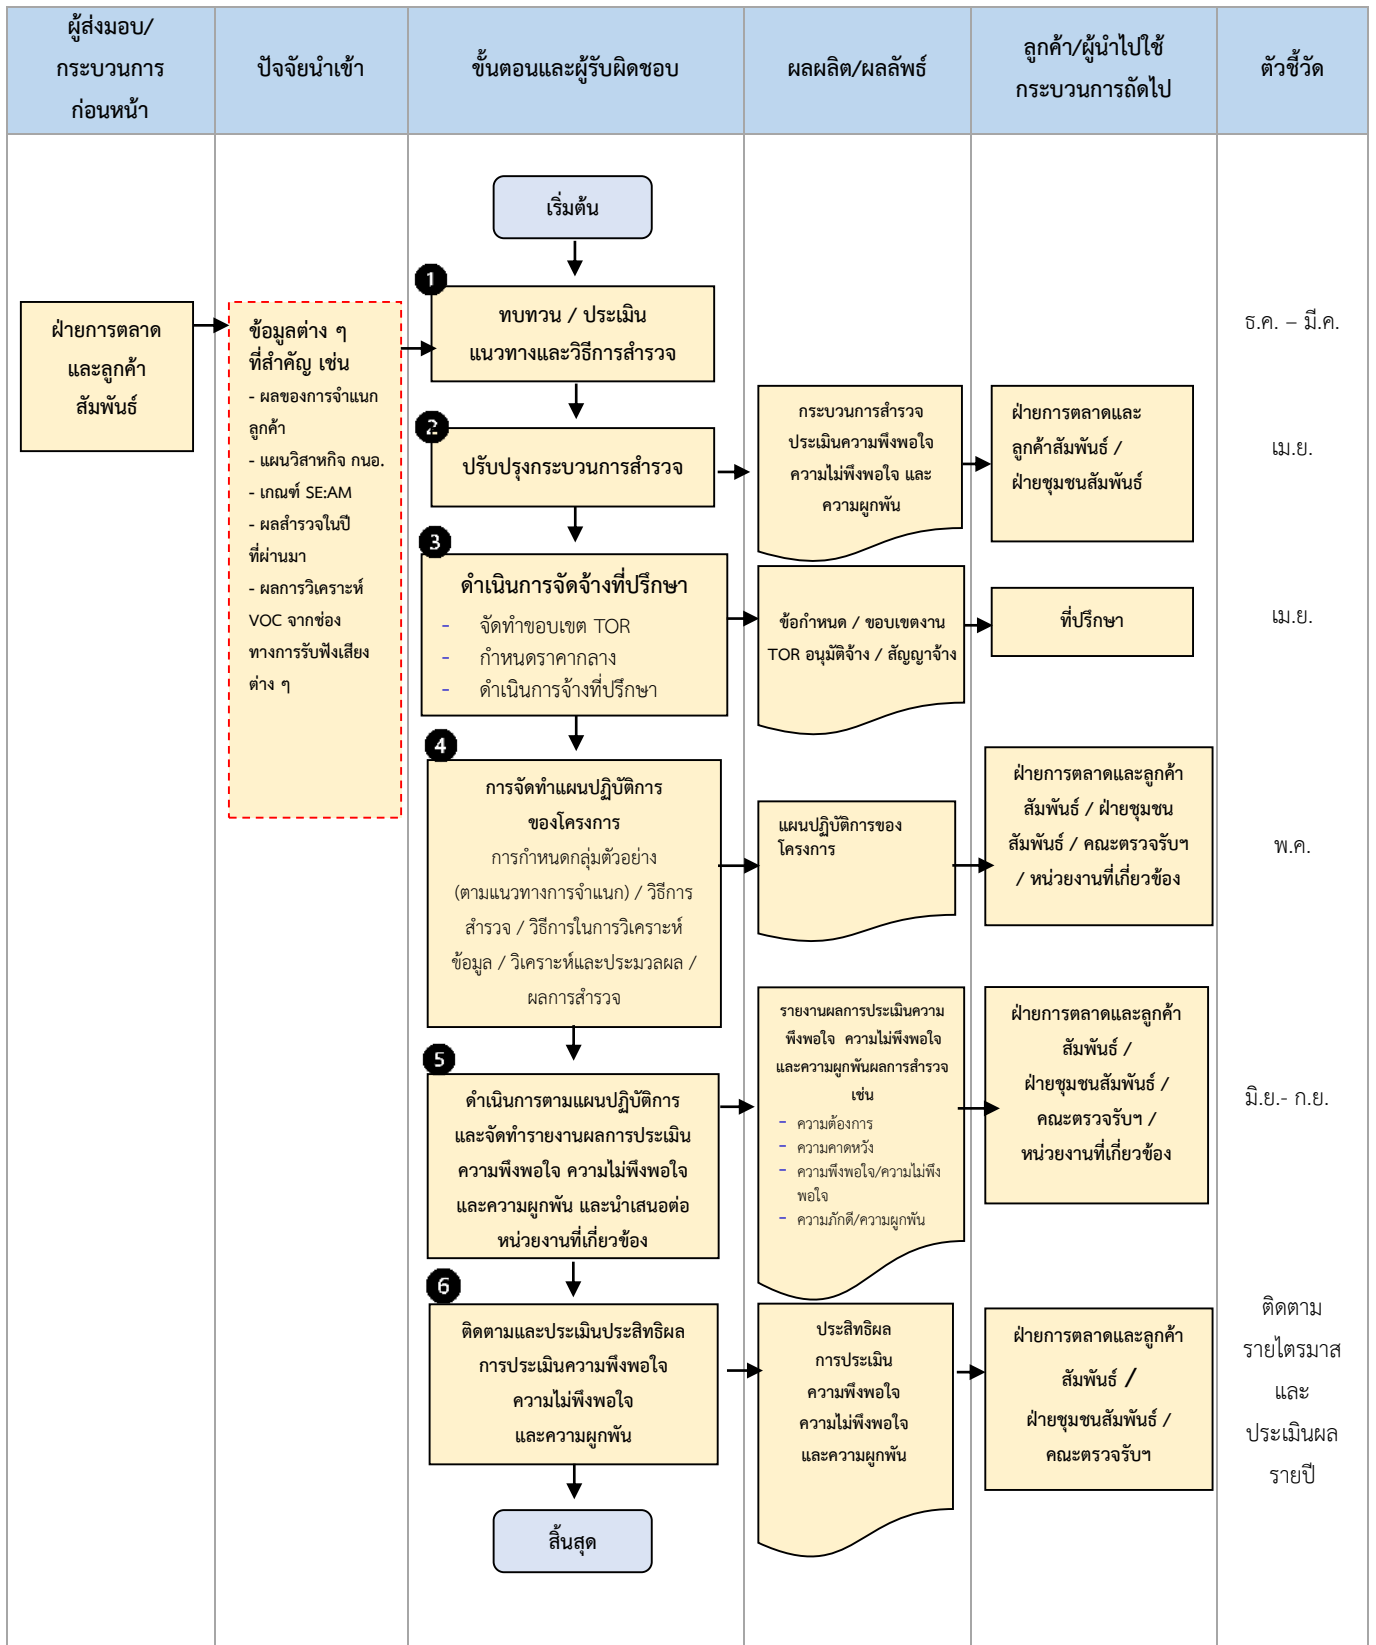 ผู้ส่งมอบ/
กระบวนการ
ก่อนหน้า
ปัจจัยนำเข้า
ขั้นตอนและผู้รับผิดชอบ
ผลผลิต/ผลลัพธ์
ลูกค้า/ผู้นำไปใช้
กระบวนการถัดไป
ตัวชี้วัด
เริ่มต้น
ฝ่ายการตลาด
และลูกค้า
สัมพันธ์
ข้อมูลต่าง ๆ
ที่สำคัญ เช่น
- ผลของการจำแนก
ลูกค้า
- แผนวิสาหกิจ กนอ.
- เกณฑ์ SE:AM
- ผลสำรวจในปี
ที่ผ่านมา
- ผลการวิเคราะห์
VOC จากช่อง
ทางการรับฟังเสียง
ต่าง ๆ
1
ทบทวน / ประเมิน
แนวทางและวิธีการสำรวจ
ธ.ค. – มี.ค.
2
ปรับปรุงกระบวนการสำรวจ
กระบวนการสำรวจ
ประเมินความพึงพอใจ
ความไม่พึงพอใจ และ
ความผูกพัน
ฝ่ายการตลาดและ
ลูกค้าสัมพันธ์ /
ฝ่ายชุมชนสัมพันธ์
เม.ย.
3
ดำเนินการจัดจ้างที่ปรึกษา
- จัดทำขอบเขต TOR
- กำหนดราคากลาง
- ดำเนินการจ้างที่ปรึกษา
ข้อกำหนด / ขอบเขตงาน
TOR อนุมัติจ้าง / สัญญาจ้าง
ที่ปรึกษา
เม.ย.
4
การจัดทำแผนปฏิบัติการ
ของโครงการ
การกำหนดกลุ่มตัวอย่าง
(ตามแนวทางการจำแนก) / วิธีการ
สำรวจ / วิธีการในการวิเคราะห์
ข้อมูล / วิเคราะห์และประมวลผล /
ผลการสำรวจ
แผนปฏิบัติการของ
โครงการ
ฝ่ายการตลาดและลูกค้า
สัมพันธ์ / ฝ่ายชุมชน
สัมพันธ์ / คณะตรวจรับฯ
/ หน่วยงานที่เกี่ยวข้อง
พ.ค.
5
ดำเนินการตามแผนปฏิบัติการ
และจัดทำรายงานผลการประเมิน
ความพึงพอใจ ความไม่พึงพอใจ
และความผูกพัน และนำเสนอต่อ
หน่วยงานที่เกี่ยวข้อง
รายงานผลการประเมินความ
พึงพอใจ ความไม่พึงพอใจ
และความผูกพันผลการสำรวจ
เช่น
- ความต้องการ
- ความคาดหวัง
- ความพึงพอใจ/ความไม่พึง
พอใจ
- ความภักดี/ความผูกพัน
ฝ่ายการตลาดและลูกค้า
สัมพันธ์ /
ฝ่ายชุมชนสัมพันธ์ /
คณะตรวจรับฯ /
หน่วยงานที่เกี่ยวข้อง
มิ.ย.- ก.ย.
6
ติดตามและประเมินประสิทธิผล
การประเมินความพึงพอใจ
ความไม่พึงพอใจ
และความผูกพัน
ประสิทธิผล
การประเมิน
ความพึงพอใจ
ความไม่พึงพอใจ
และความผูกพัน
ฝ่ายการตลาดและลูกค้า
สัมพันธ์ /
ฝ่ายชุมชนสัมพันธ์ /
คณะตรวจรับฯ
ติดตาม
รายไตรมาส
และ
ประเมินผล
รายปี
สิ้นสุด